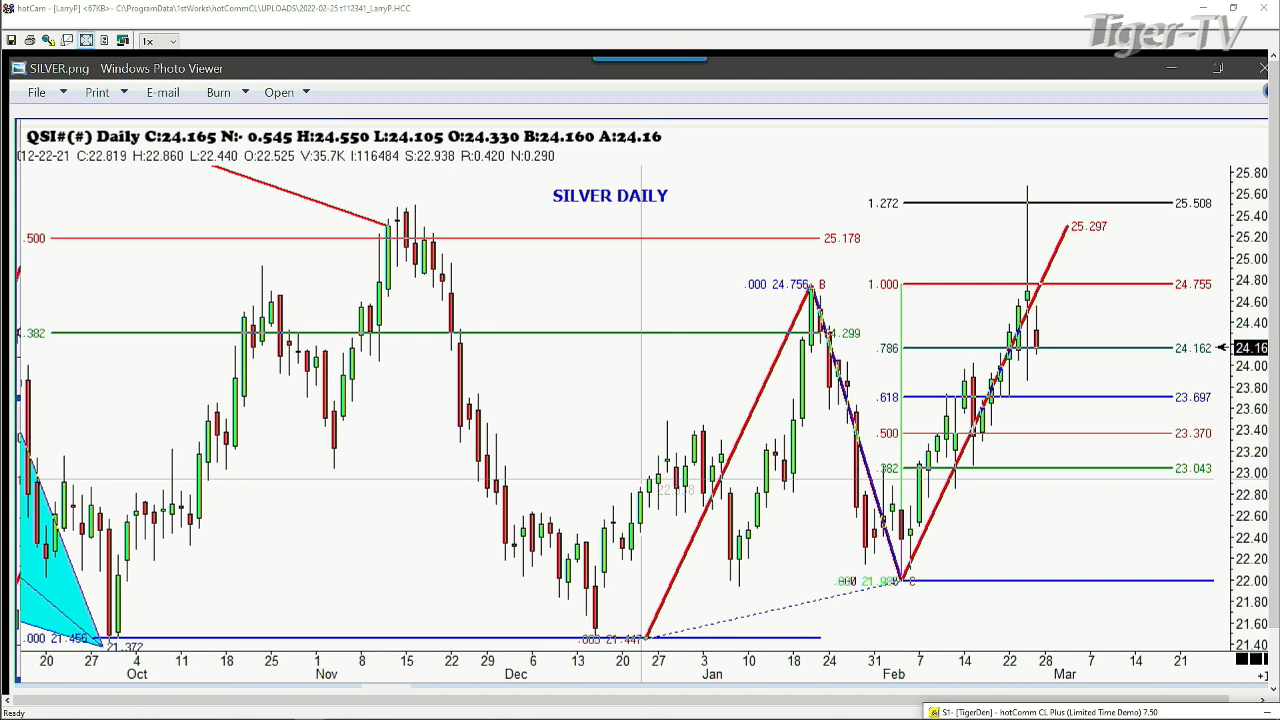 hotCam - [LarryP] <67KB> - C:\ProgramData\1stWorks\hotCommCL\UPLOADS\2022-02-25 t112341_LarryP.HCC
Tiger-TV
1x
SILVER.png Windows Photo Viewer
File Print E-mail Burn Open
QSI#(#) Daily C:24.165 N:- 0.545 H:24.550 L:24.105 O:24.330 B:24.160 A:24.16
12-22-21 C:22.819 H:22.860 L:22.440 O:22.525 V:35.7K I:116484 S:22.938 R:0.420 N:0.290
SILVER DAILY
25.80
25.60
1.272 25.508
25.40
25.297
.500 25.178
25.20
25.00
.000 24.756 B
1.000 24.755
24.80
24.60
24.40
.382 24.299
.786 24.162
24.16
24.00
23.80
.618 23.697
23.60
.500 23.370
23.40
23.20
.382 23.043
23.00
22.80
22.938
22.60
22.40
22.20
22.00
21.80
21.60
.000 21.456
21.372
21.447
21.40
20 27 4 11 18 25 1 8 15 22 29 6 13 20 27 3 10 18 24 31 7 14 22 28 7 14 21
Oct Nov Dec Jan Feb Mar
+1
Ready
S1- [TigerDen] - hotComm CL Plus (Limited Time Demo) 7.50